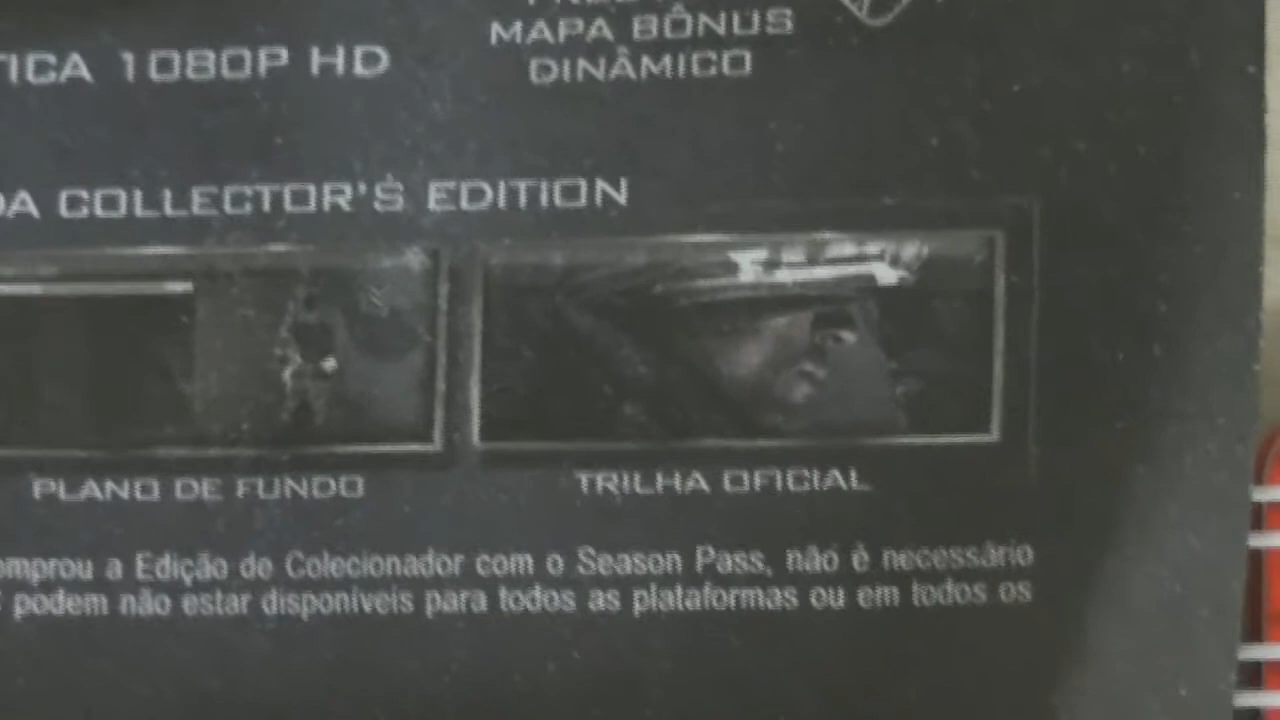 MAPA BÔNUS
DINÂMICO
TICA 1080P HD
DA COLLECTOR'S EDITION
PLANO DE FUNDO
TRILHA OFICIAL
omprou a Edição do Colecionador com o Season Pass, não é necessário
podem não estar disponíveis para todos as plataformas ou em todos os